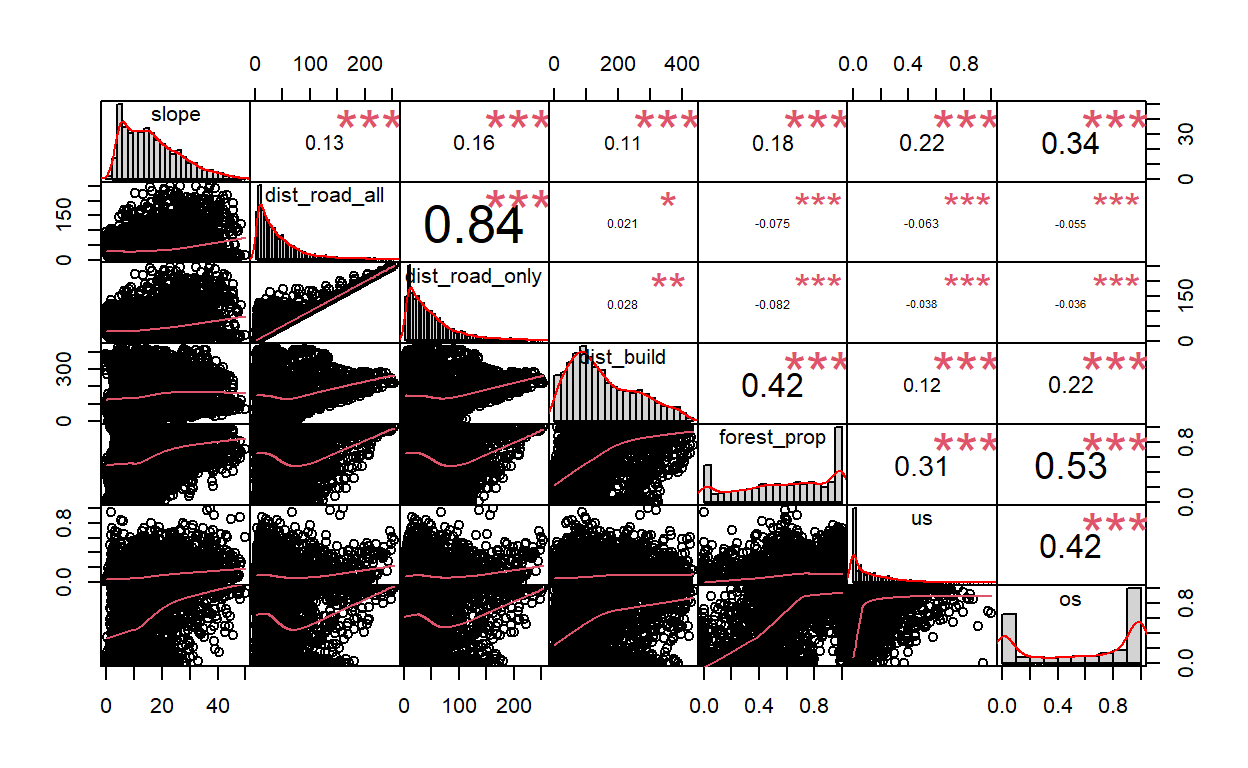 0 100 200 0 200 400 0.0 0.4 0.8
slope *** 0.13 *** 0.16 *** 0.11 *** 0.18 *** 0.22 *** 0.34 0 30
0 150 dist_road_all *** 0.84 * 0.021 *** -0.075 *** -0.063 *** -0.055
dist_road_only ** 0.028 *** -0.082 *** -0.038 *** -0.036 0 150
0 300 dist_build *** 0.42 *** 0.12 *** 0.22
forest_prop *** 0.31 *** 0.53 0.0 0.8
0.0 0.8 us *** 0.42
os 0.0 0.8
0 20 40 0 100 200 0.0 0.4 0.8 0.0 0.4 0.8